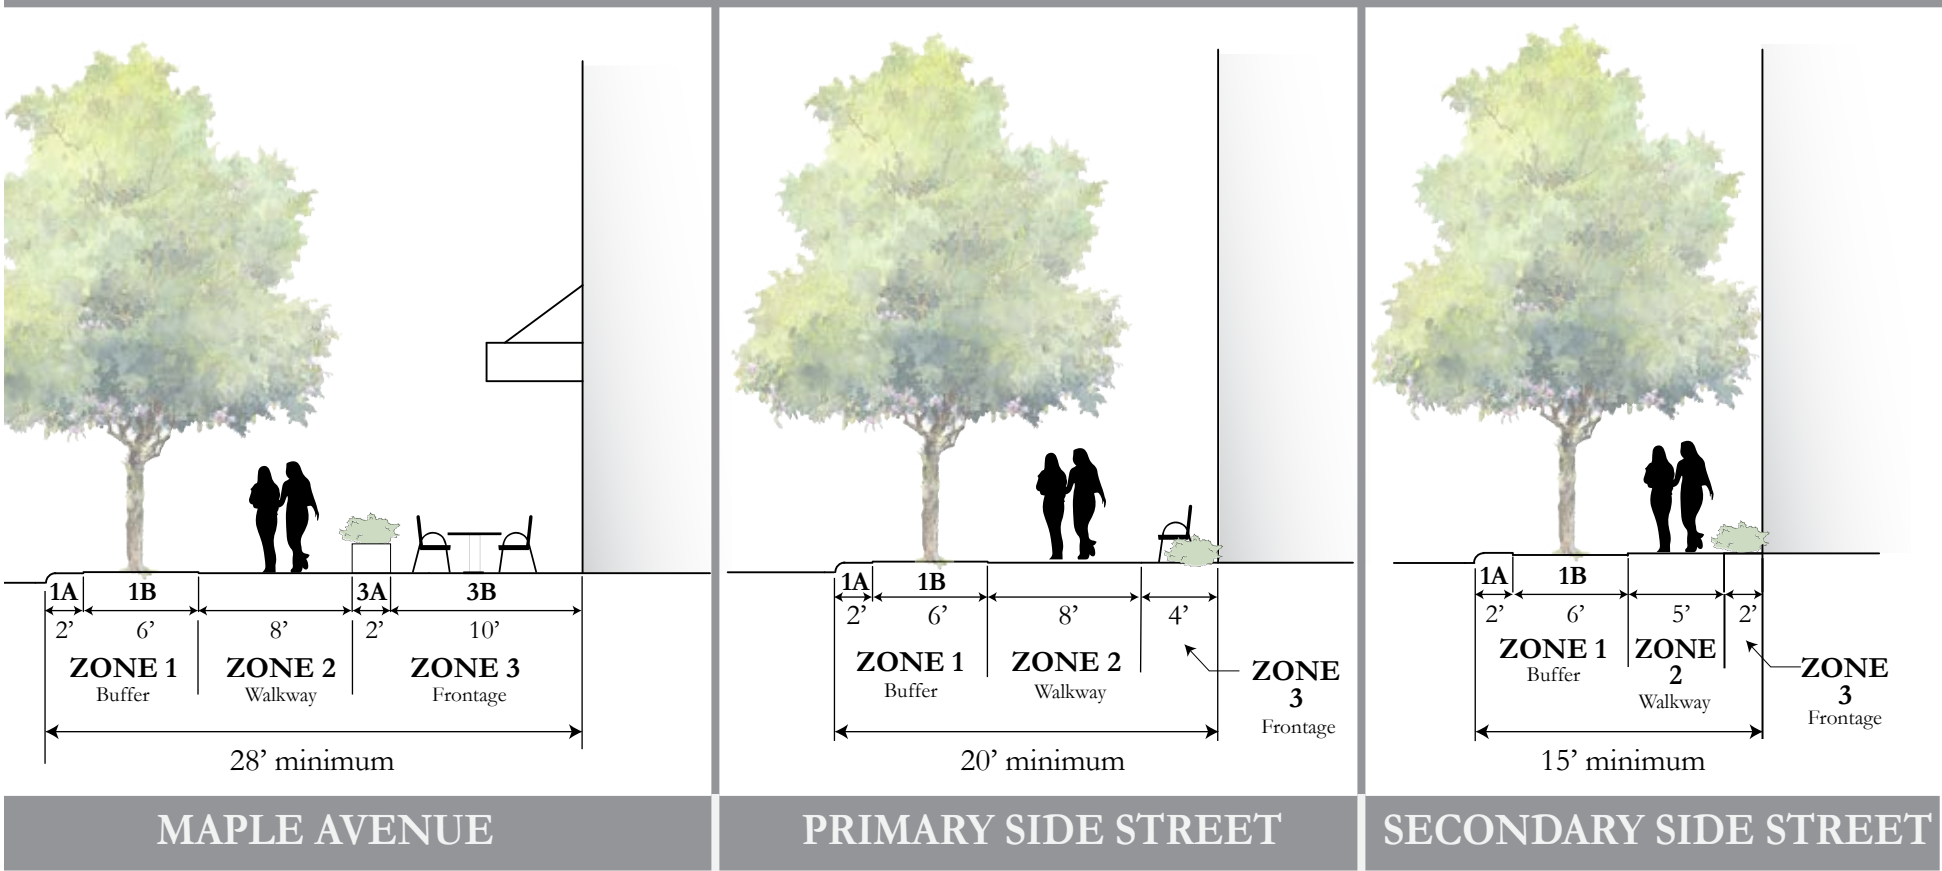 1A 1B 3A 3B
2’ 6’ 8’ 2’ 10’
ZONE 1 ZONE 2 ZONE 3
Buffer Walkway Frontage
28’ minimum
MAPLE AVENUE
1A 1B
2’ 6’ 8’ 4’
ZONE 1 ZONE 2
Buffer Walkway
ZONE
3
Frontage
20’ minimum
PRIMARY SIDE STREET
1A 1B
2’ 6’ 5’ 2’
ZONE 1
Buffer
ZONE
2
Walkway
ZONE
3
Frontage
15’ minimum
SECONDARY SIDE STREET